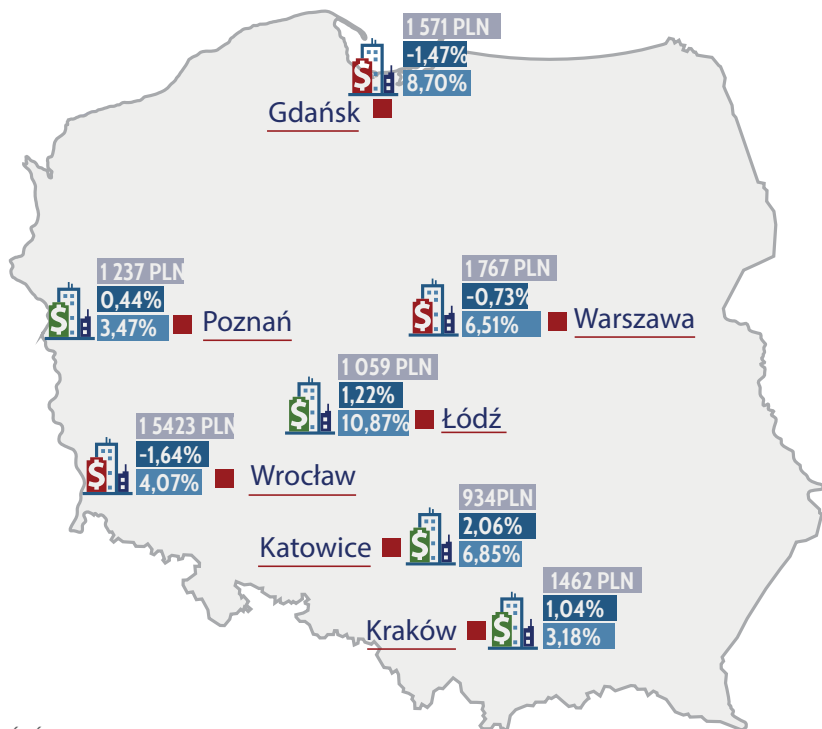 1 571 PLN
-1,47%
8,70%
Gdańsk
1 237 PLN
0,44%
3,47%
Poznań
1 767 PLN
-0,73%
6,51%
Warszawa
1 059 PLN
1,22%
10,87%
Łódź
1 5423 PLN
-1,64%
4,07%
Wrocław
934PLN
2,06%
6,85%
Katowice
1462 PLN
1,04%
3,18%
Kraków